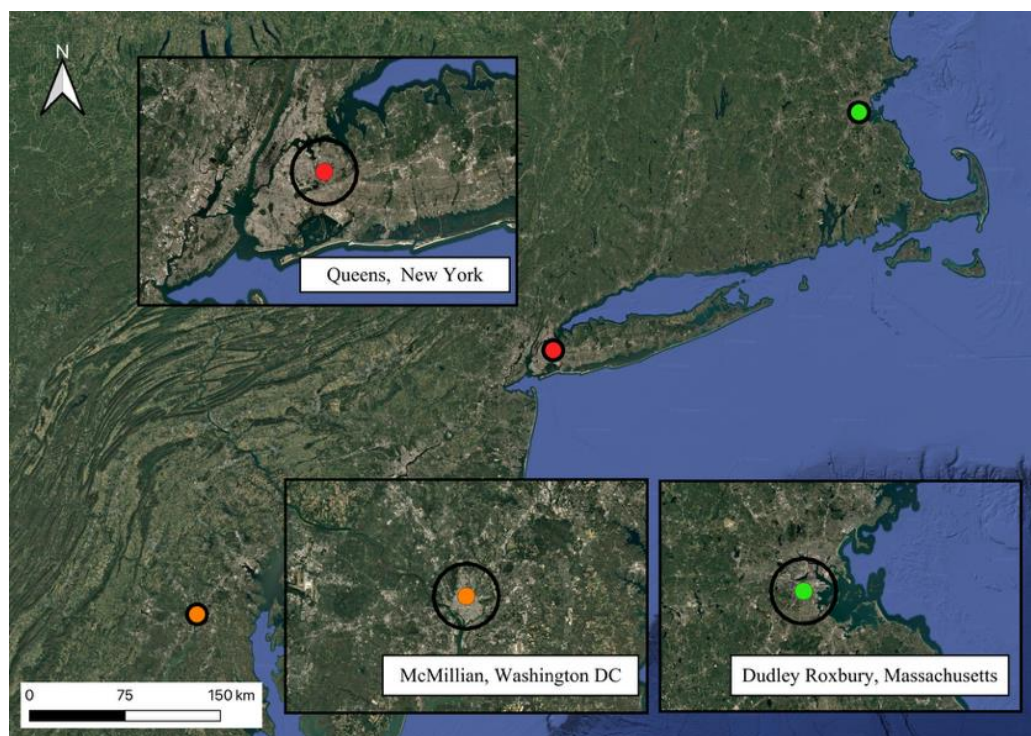 N
Queens, New York
McMillian, Washington DC
Dudley Roxbury, Massachusetts
0 75 150 km